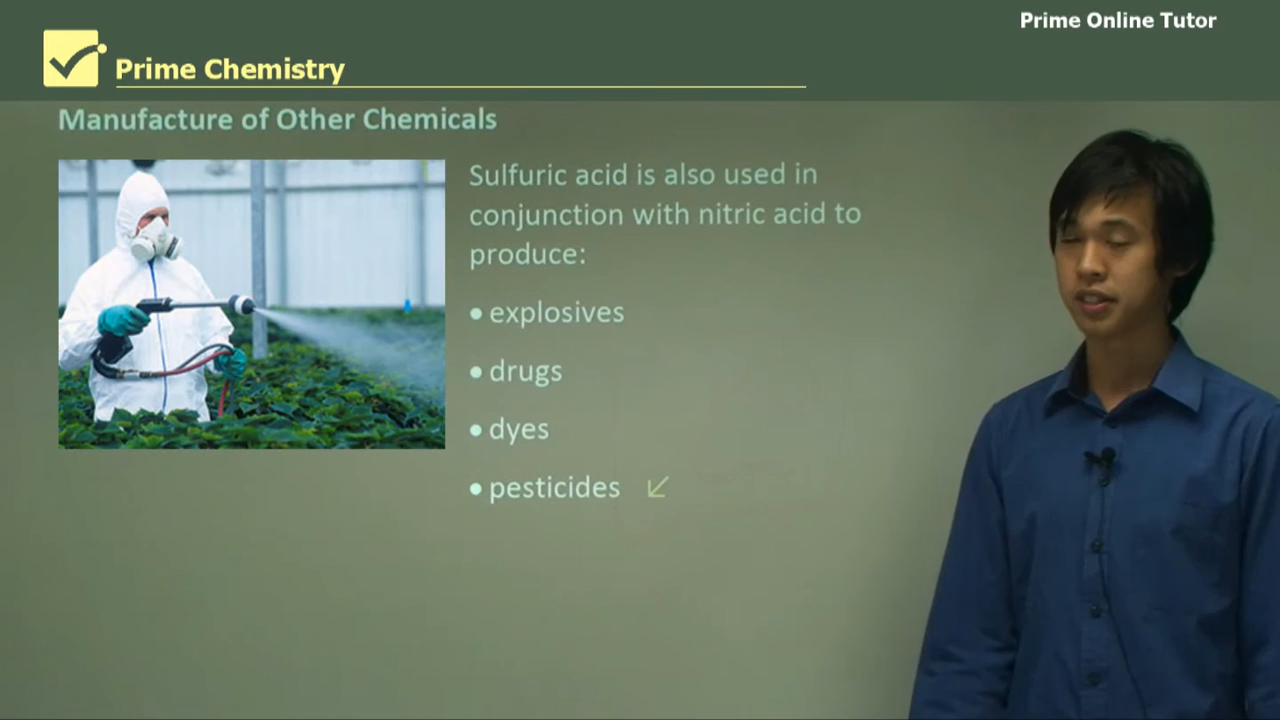 Prime Online Tutor
Prime Chemistry
Manufacture of Other Chemicals
Sulfuric acid is also used in
conjunction with nitric acid to
produce:
• explosives
• drugs
• dyes
• pesticides